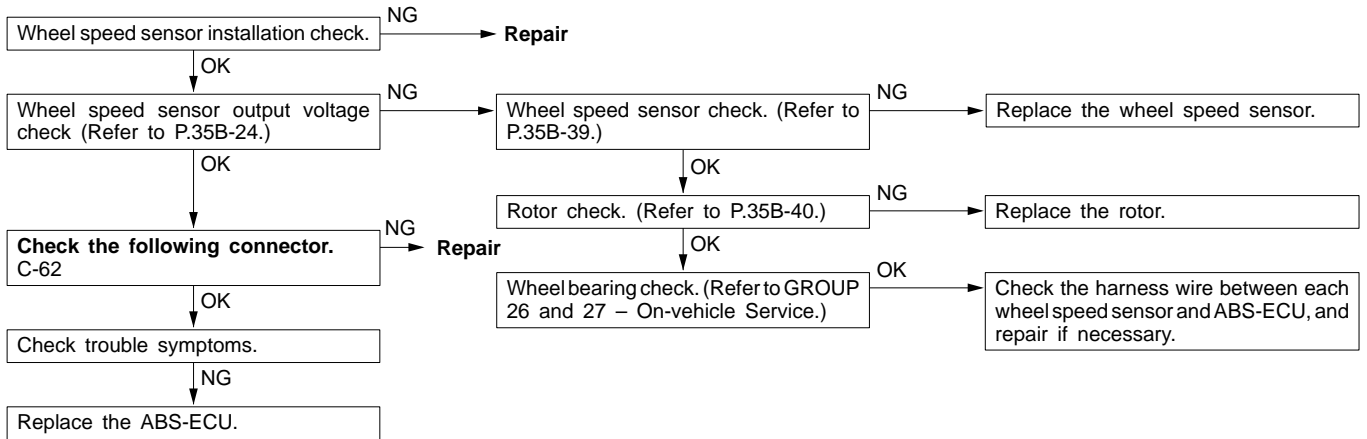 Wheel speed sensor installation check.
NG
Repair
OK
Wheel speed sensor output voltage
check (Refer to P.35B-24.)
NG
Wheel speed sensor check. (Refer to
P.35B-39.)
NG
Replace the wheel speed sensor.
OK
OK
Rotor check. (Refer to P.35B-40.)
NG
Replace the rotor.
Check the following connector.
C-62
NG
Repair
OK
Wheel bearing check. (Refer to GROUP
26 and 27 – On-vehicle Service.)
OK
Check the harness wire between each
wheel speed sensor and ABS-ECU, and
repair if necessary.
OK
Check trouble symptoms.
NG
Replace the ABS-ECU.